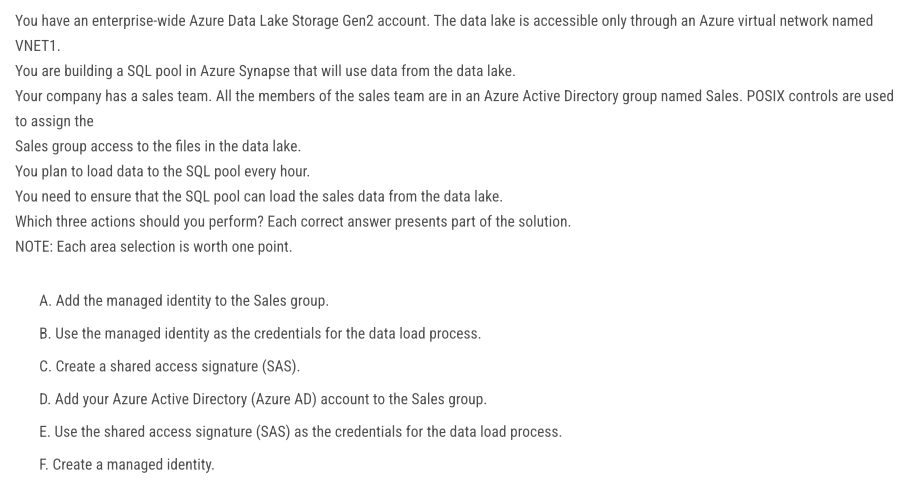 You have an enterprise-wide Azure Data Lake Storage Gen2 account. The data lake is accessible only through an Azure virtual network named
VNET1.
You are building a SQL pool in Azure Synapse that will use data from the data lake.
Your company has a sales team. All the members of the sales team are in an Azure Active Directory group named Sales. POSIX controls are used
to assign the
Sales group access to the files in the data lake.
You plan to load data to the SQL pool every hour.
You need to ensure that the SQL pool can load the sales data from the data lake.
Which three actions should you perform? Each correct answer presents part of the solution.
NOTE: Each area selection is worth one point.
A. Add the managed identity to the Sales group.
B. Use the managed identity as the credentials for the data load process.
C. Create a shared access signature (SAS).
D. Add your Azure Active Directory (Azure AD) account to the Sales group.
E. Use the shared access signature (SAS) as the credentials for the data load process.
F. Create a managed identity.